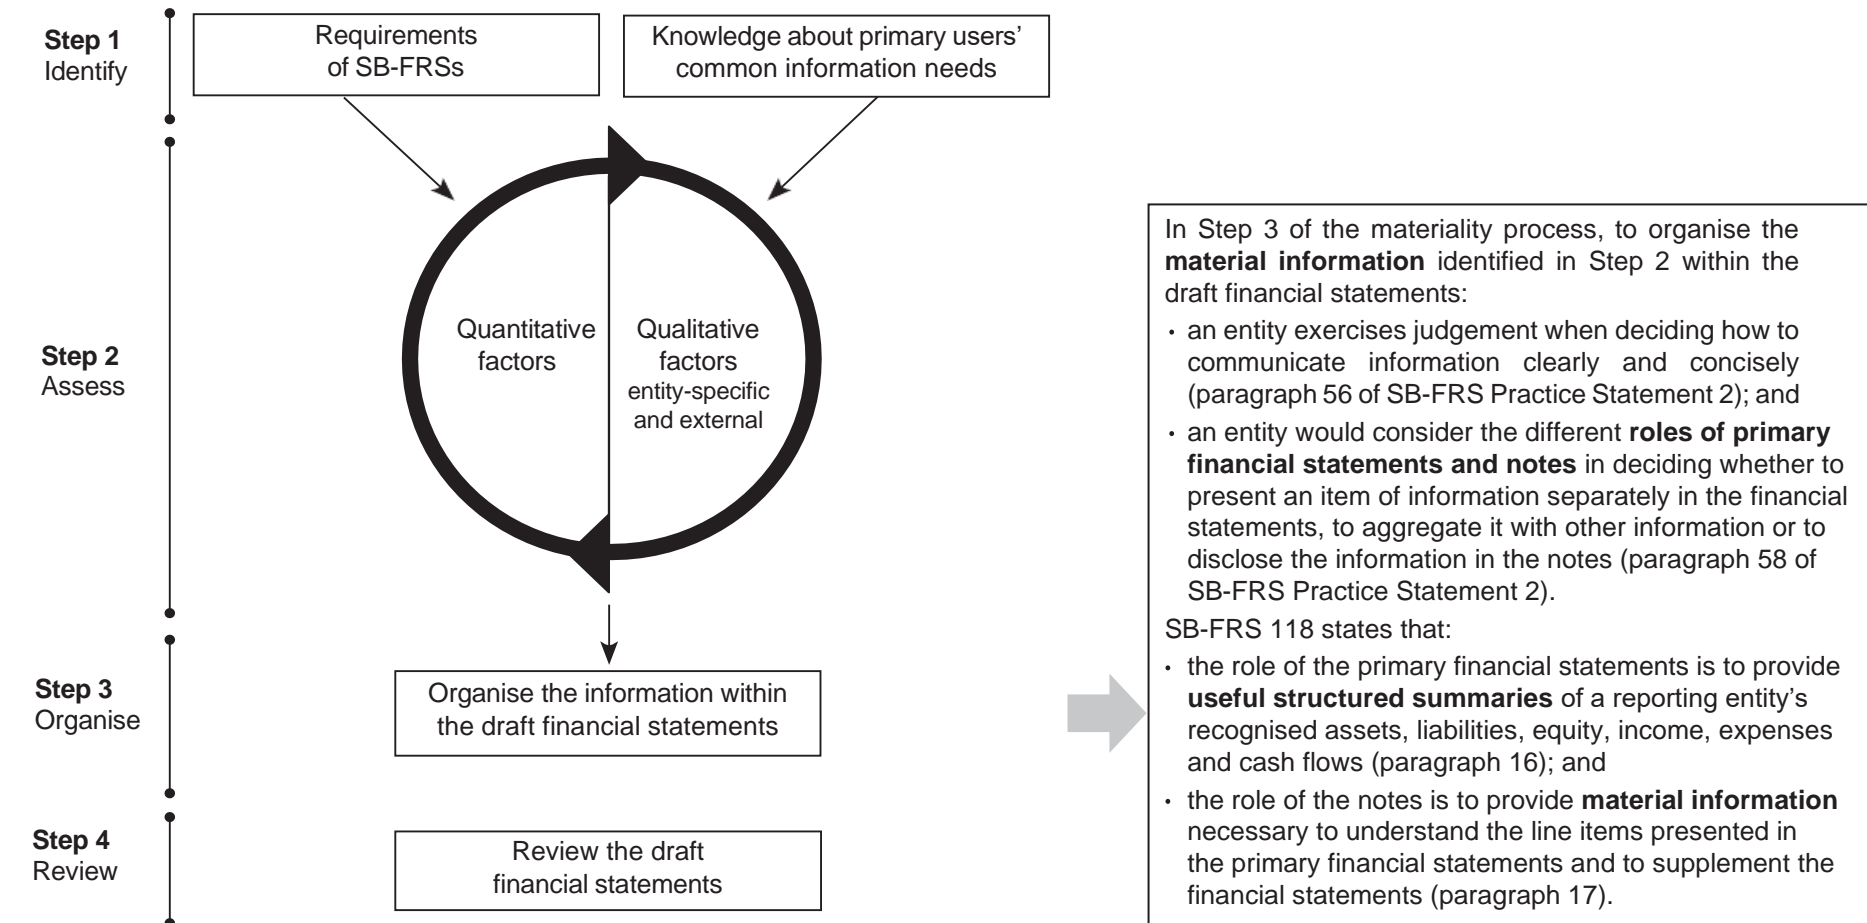 Step 1
Identify
Requirements
of SB-FRSs
Knowledge about primary users’
common information needs
Step 2
Assess
Quantitative
factors
Qualitative
factors
entity-specific
and external
Step 3
Organise
Organise the information within
the draft financial statements
Step 4
Review
Review the draft
financial statements
In Step 3 of the materiality process, to organise the
material information identified in Step 2 within the
draft financial statements:
• an entity exercises judgement when deciding how to
communicate information clearly and concisely
(paragraph 56 of SB-FRS Practice Statement 2); and
• an entity would consider the different roles of primary
financial statements and notes in deciding whether to
present an item of information separately in the financial
statements, to aggregate it with other information or to
disclose the information in the notes (paragraph 58 of
SB-FRS Practice Statement 2).
SB-FRS 118 states that:
• the role of the primary financial statements is to provide
useful structured summaries of a reporting entity’s
recognised assets, liabilities, equity, income, expenses
and cash flows (paragraph 16); and
• the role of the notes is to provide material information
necessary to understand the line items presented in
the primary financial statements and to supplement the
financial statements (paragraph 17).